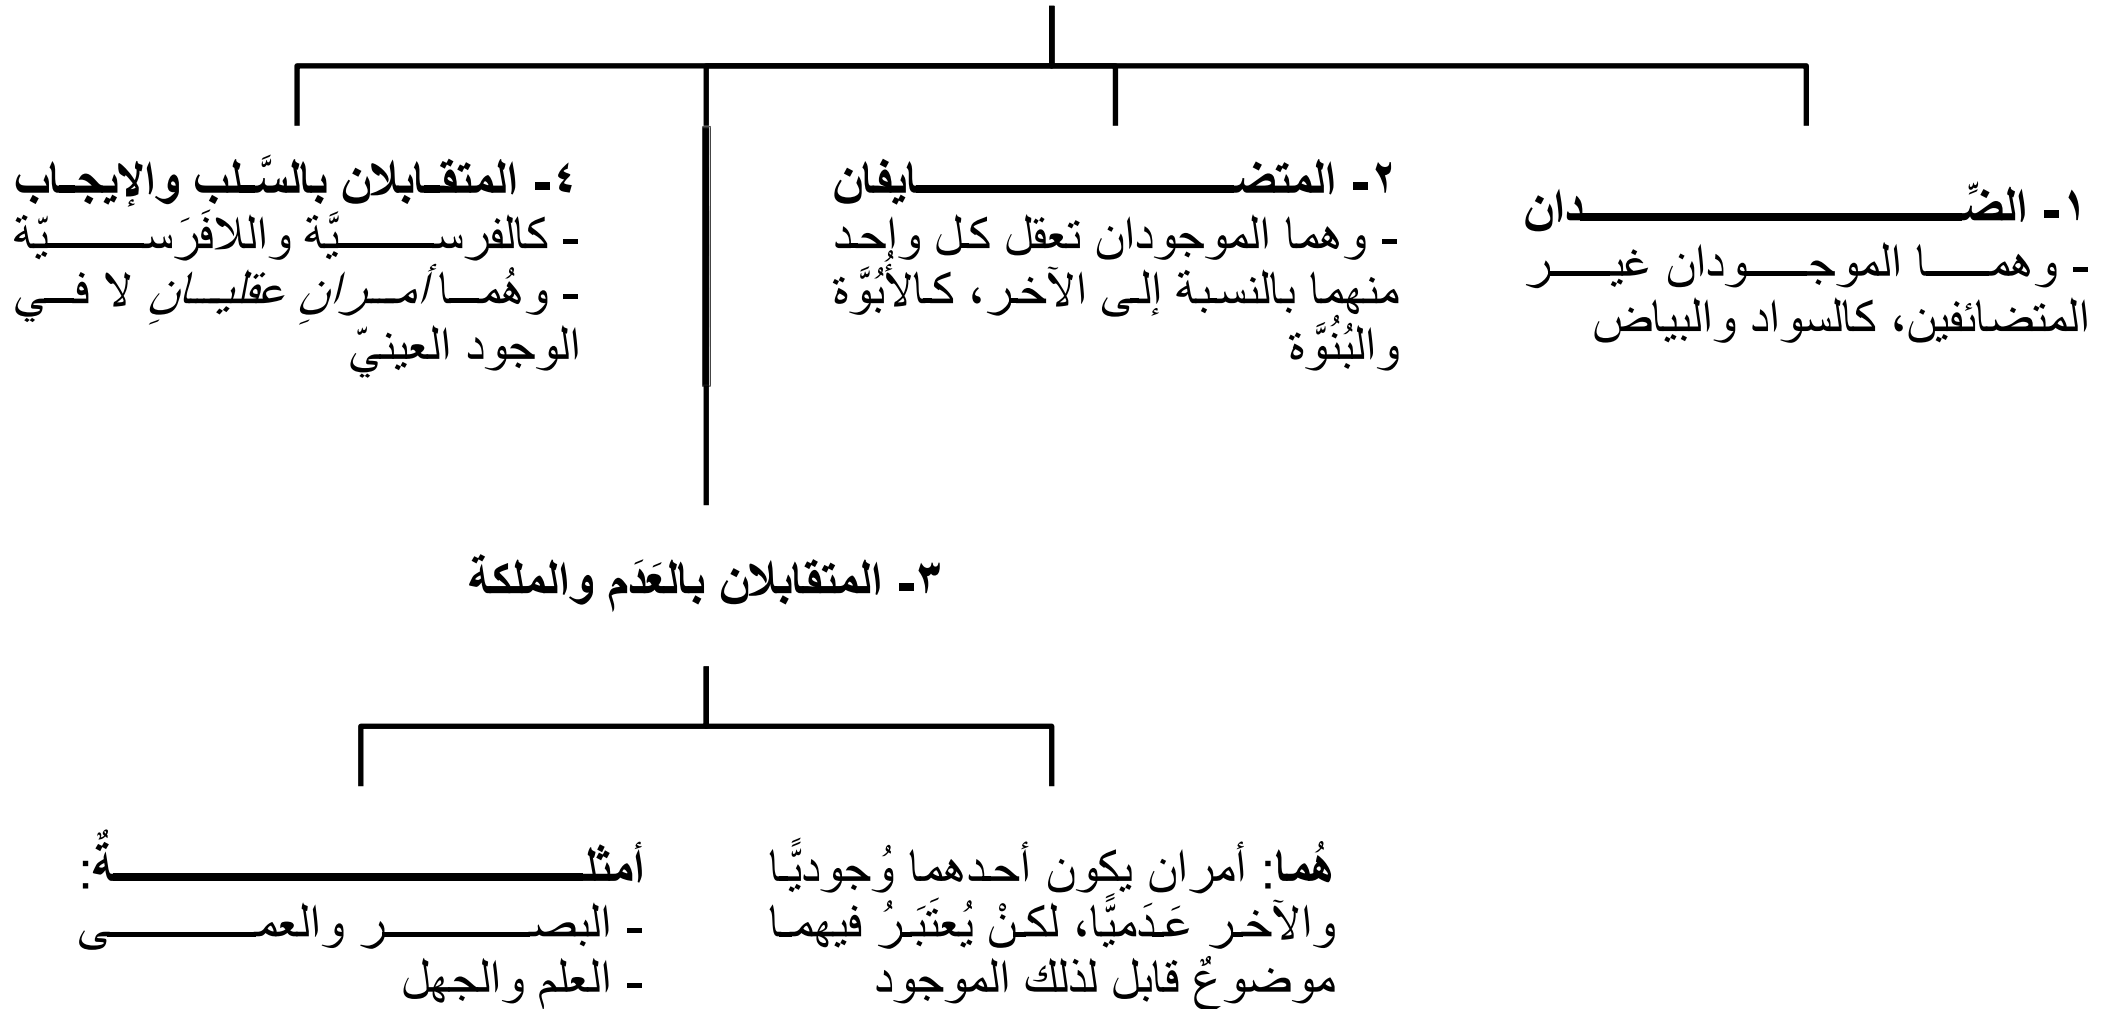 ١- الضِّدان
- وهما الموجودان غير
المتضائفين، كالسواد والبياض
٢- المتضايفان
- وهما الموجودان تعقل كل واحد
منهما بالنسبة إلى الآخر، كالأُبُوَّة
والبُنُوَّة
٤- المتقابلان بالسَّلب والإيجاب
- كالفرسيَّة واللافَرَسيّة
- وهُما أمرانِ عقليانِ لا في
الوجود العينيّ
٣- المتقابلان بالعَدَم والملكة
هُما: أمران يكون أحدهما وُجوديًّا
والآخر عَدَميًّا، لكنْ يُعتَبَرُ فيهما
موضوعٌ قابل لذلك الموجود
أمثلةٌ:
- البصر والعمى
- العلم والجهل